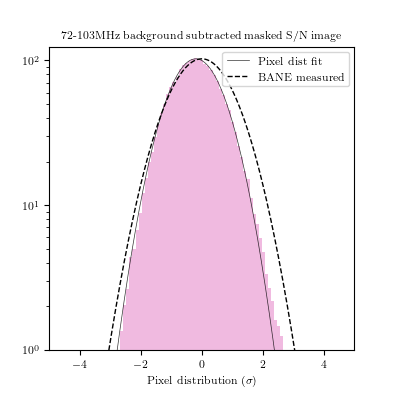 72-103MHz background subtracted masked S/N image
Pixel dist fit
BANE measured
10²
10¹
10⁰
−4 −2 0 2 4
Pixel distribution (σ)